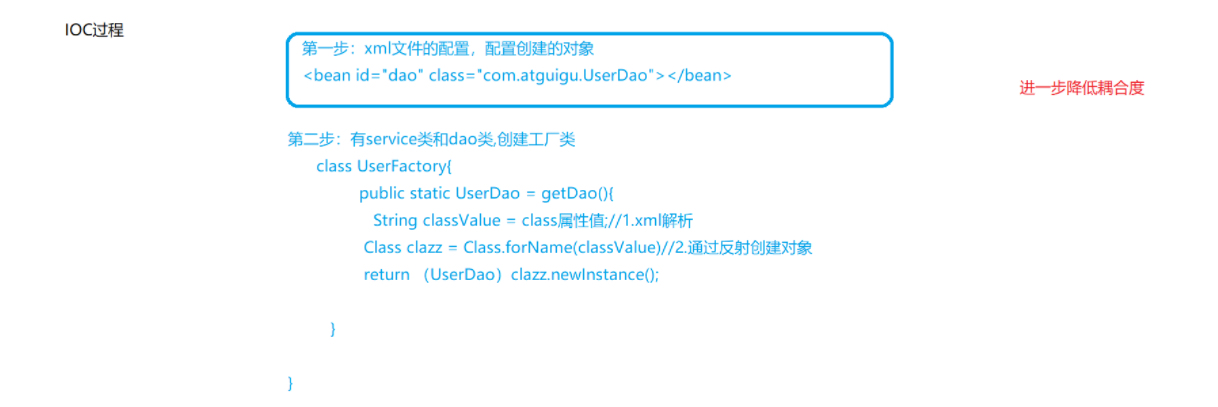 IOC过程
第一步：xml文件的配置，配置创建的对象
<bean id="dao" class="com.atguigu.UserDao"></bean>
进一步降低耦合度
第二步：有service类和dao类,创建工厂类
class UserFactory{
public static UserDao = getDao(){
String classValue = class属性值;//1.xml解析
Class clazz = Class.forName(classValue)//2.通过反射创建对象
return （UserDao）clazz.newInstance();
}
}